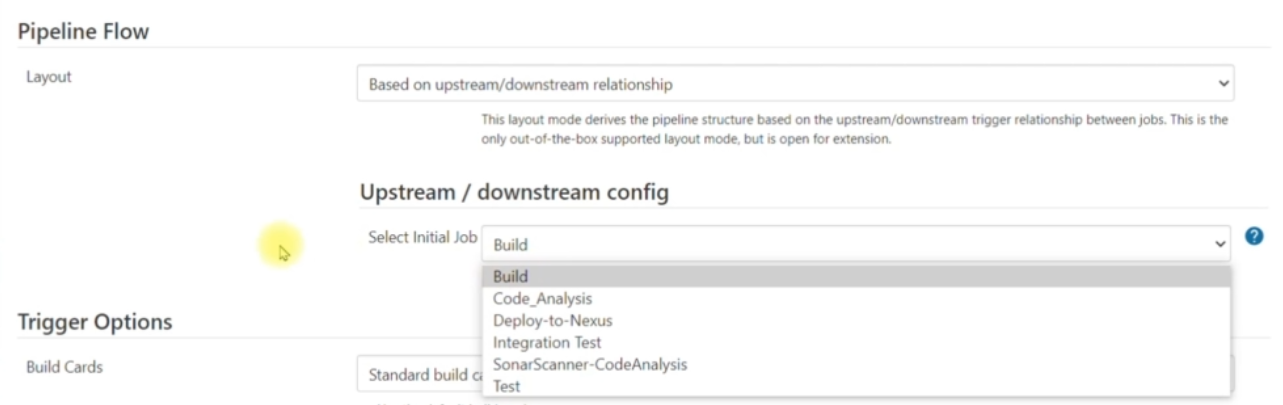 Pipeline Flow
Layout
Based on upstream/downstream relationship
This layout mode derives the pipeline structure based on the upstream/downstream trigger relationship between jobs. This is the
only out-of-the-box supported layout mode, but is open for extension.
Upstream / downstream config
Select Initial Job
Build
?
Build
Code_Analysis
Deploy-to-Nexus
Integration Test
SonarScanner-CodeAnalysis
Test
Trigger Options
Build Cards
Standard build ca